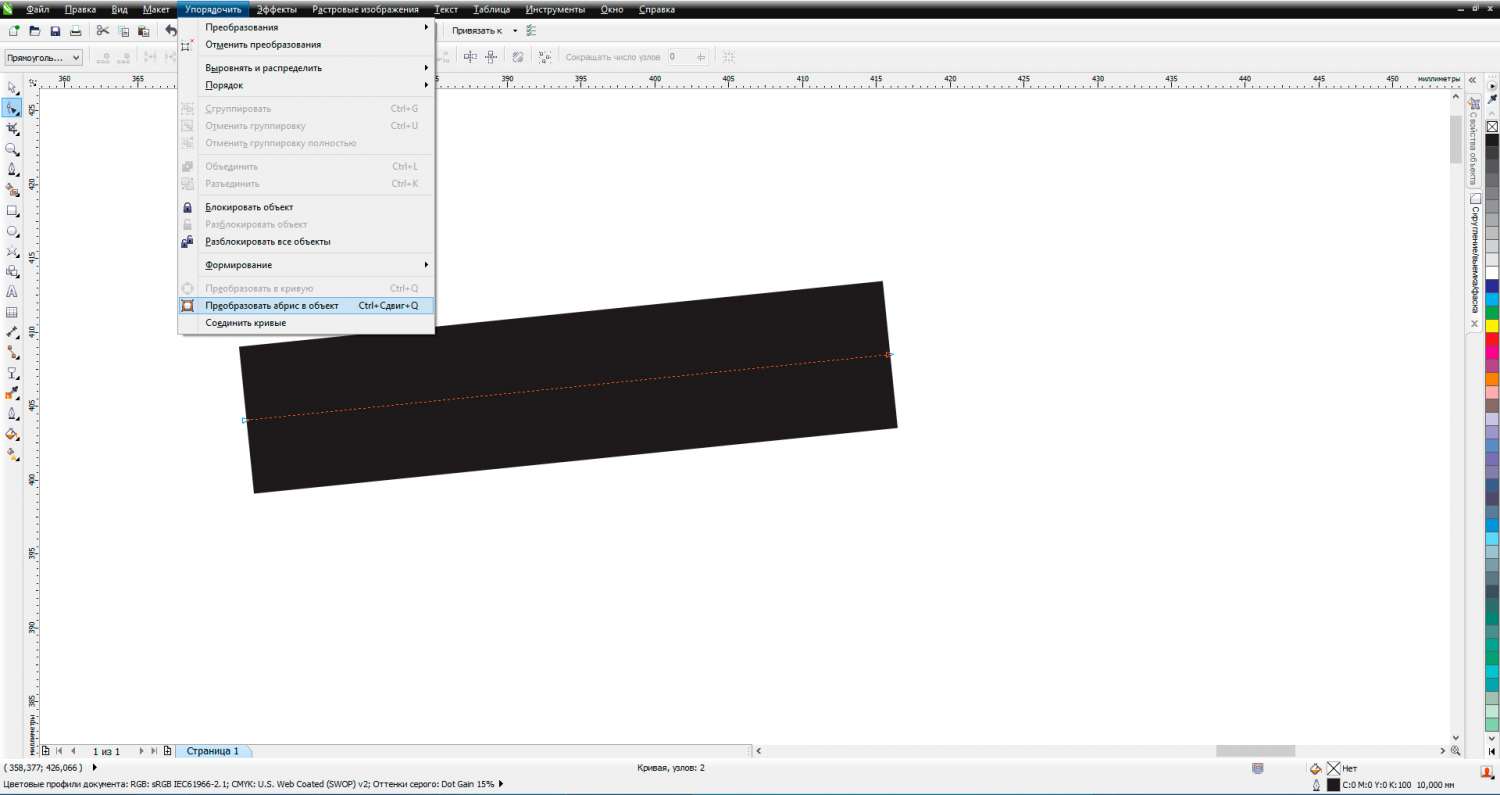 Файл Правка Вид Макет Упорядочить Эффекты Растровые изображения Текст Таблица Инструменты Окно Справка
Преобразования
Привязать к
Отменить преобразования
Прямоуголь...
Сокращать число узлов 0
Выровнять и распределить
Порядок
360 365 390 395 400 405 410 415 420 425 430 435 440 445 450 миллиметры
Сгруппировать Ctrl+G
Отменить группировку Ctrl+U
Отменить группировку полностью
Объединить Ctrl+L
Разъединить Ctrl+K
Блокировать объект
Разблокировать объект
Разблокировать все объекты
Формирование
Преобразовать в кривую Ctrl+Q
Преобразовать абрис в объект Ctrl+Сдвиг+Q
Соединить кривые
425
420
415
410
405
400
395
390
385
миллиметры
Свойства объекта
Скругление/выемка/фаска
1 из 1 Страница 1
( 358,377; 426,066 ) Кривая, узлов: 2 Нет
Цветовые профили документа: RGB: sRGB IEC61966-2.1; CMYK: U.S. Web Coated (SWOP) v2; Оттенки серого: Dot Gain 15% C:0 M:0 Y:0 K:100 10,000 мм